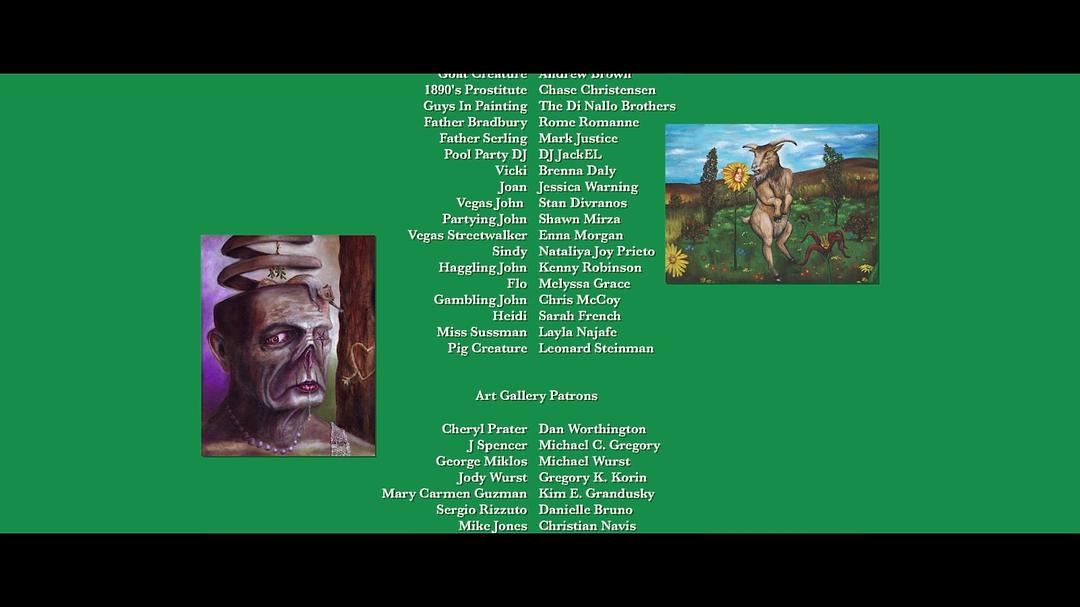 Goat Creature Andrew Brown
1890's Prostitute Chase Christensen
Guys In Painting The Di Nallo Brothers
Father Bradbury Rome Romanne
Father Serling Mark Justice
Pool Party DJ DJ JackEL
Vicki Brenna Daly
Joan Jessica Warning
Vegas John Stan Divranos
Partying John Shawn Mirza
Vegas Streetwalker Enna Morgan
Sindy Nataliya Joy Prieto
Haggling John Kenny Robinson
Flo Melyssa Grace
Gambling John Chris McCoy
Heidi Sarah French
Miss Sussman Layla Najafe
Pig Creature Leonard Steinman
Art Gallery Patrons
Cheryl Prater Dan Worthington
J Spencer Michael C. Gregory
George Miklos Michael Wurst
Jody Wurst Gregory K. Korin
Mary Carmen Guzman Kim E. Grandusky
Sergio Rizzuto Danielle Bruno
Mike Jones Christian Navis